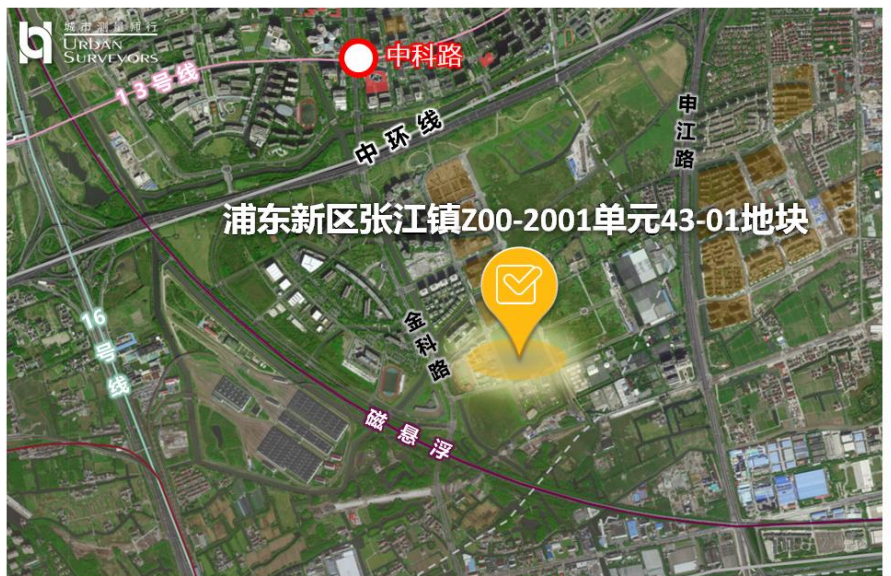 城市测量师行
URBAN
SURVEYORS
13号线
中科路
中环线
申江路
浦东新区张江镇Z00-2001单元43-01地块
16号线
金科路
磁悬浮